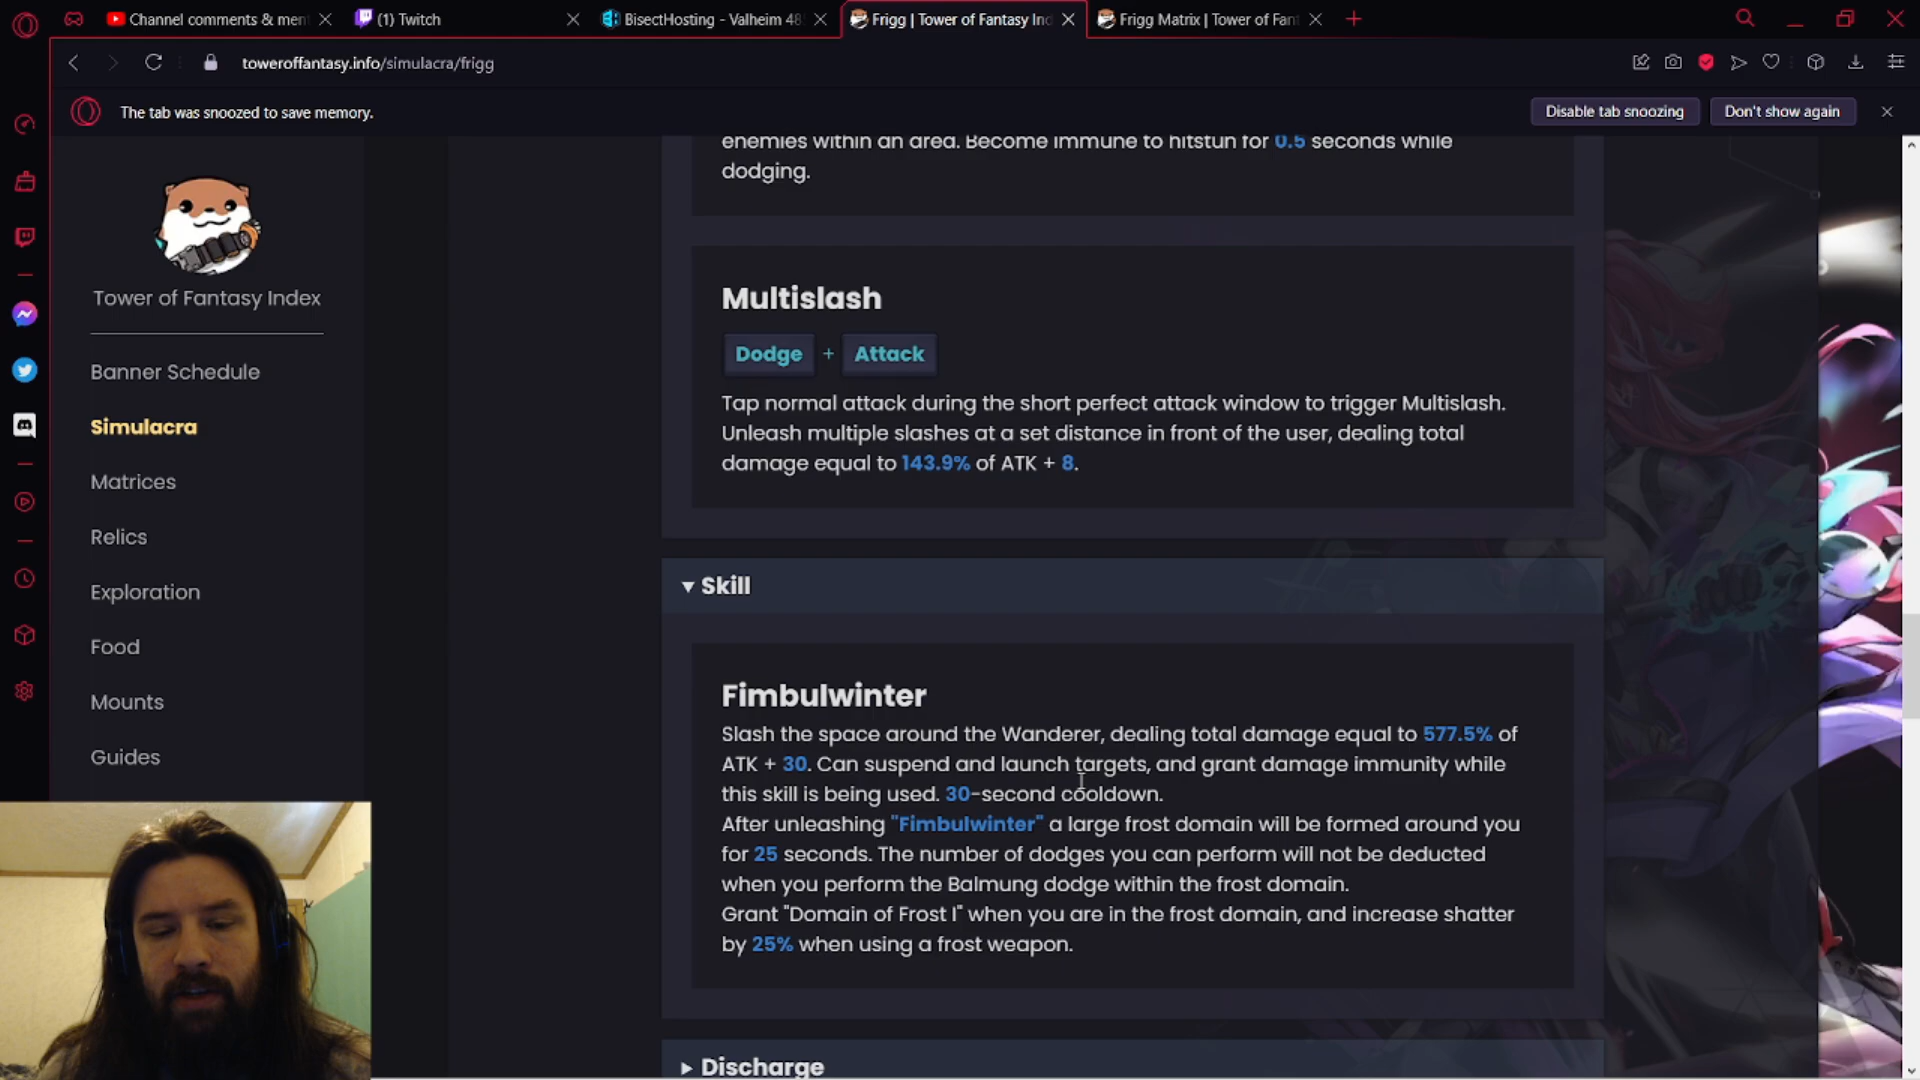 Channel comments & men
(1) Twitch
BisectHosting - Valheim 48
Frigg | Tower of Fantasy Ind
Frigg Matrix | Tower of Fant
toweroffantasy.info/simulacra/frigg
The tab was snoozed to save memory.
Disable tab snoozing
Don't show again
Tower of Fantasy Index
Banner Schedule
Simulacra
Matrices
Relics
Exploration
Food
Mounts
Guides
enemies within an area. Become immune to hitstun for 0.5 seconds while
dodging.
Multislash
Dodge + Attack
Tap normal attack during the short perfect attack window to trigger Multislash.
Unleash multiple slashes at a set distance in front of the user, dealing total
damage equal to 143.9% of ATK + 8.
▼ Skill
Fimbulwinter
Slash the space around the Wanderer, dealing total damage equal to 577.5% of
ATK + 30. Can suspend and launch targets, and grant damage immunity while
this skill is being used. 30-second cooldown.
After unleashing "Fimbulwinter" a large frost domain will be formed around you
for 25 seconds. The number of dodges you can perform will not be deducted
when you perform the Balmung dodge within the frost domain.
Grant "Domain of Frost I" when you are in the frost domain, and increase shatter
by 25% when using a frost weapon.
▶ Discharge